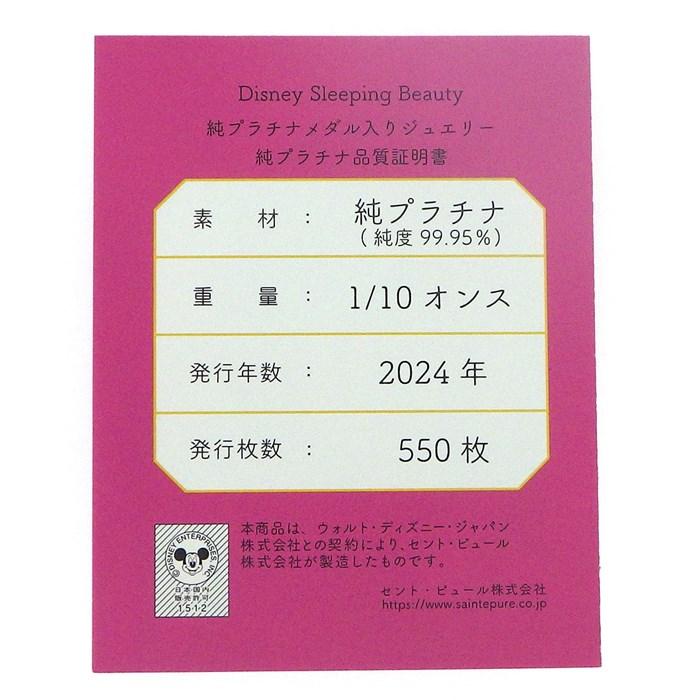 Disney Sleeping Beauty
純プラチナメダル入りジュエリー
純プラチナ品質証明書
素　材 ： 純プラチナ
(純度 99.95%)
重　量 ： 1/10 オンス
発行年数 ： 2024 年
発行枚数 ： 550 枚
本商品は、ウォルト・ディズニー・ジャパン
株式会社との契約により、セント・ピュール
株式会社が製造したものです。
©DISNEY ENTERPRISES, INC.
日本国内
販売許可
1512
セント・ピュール株式会社
https://www.saintepure.co.jp